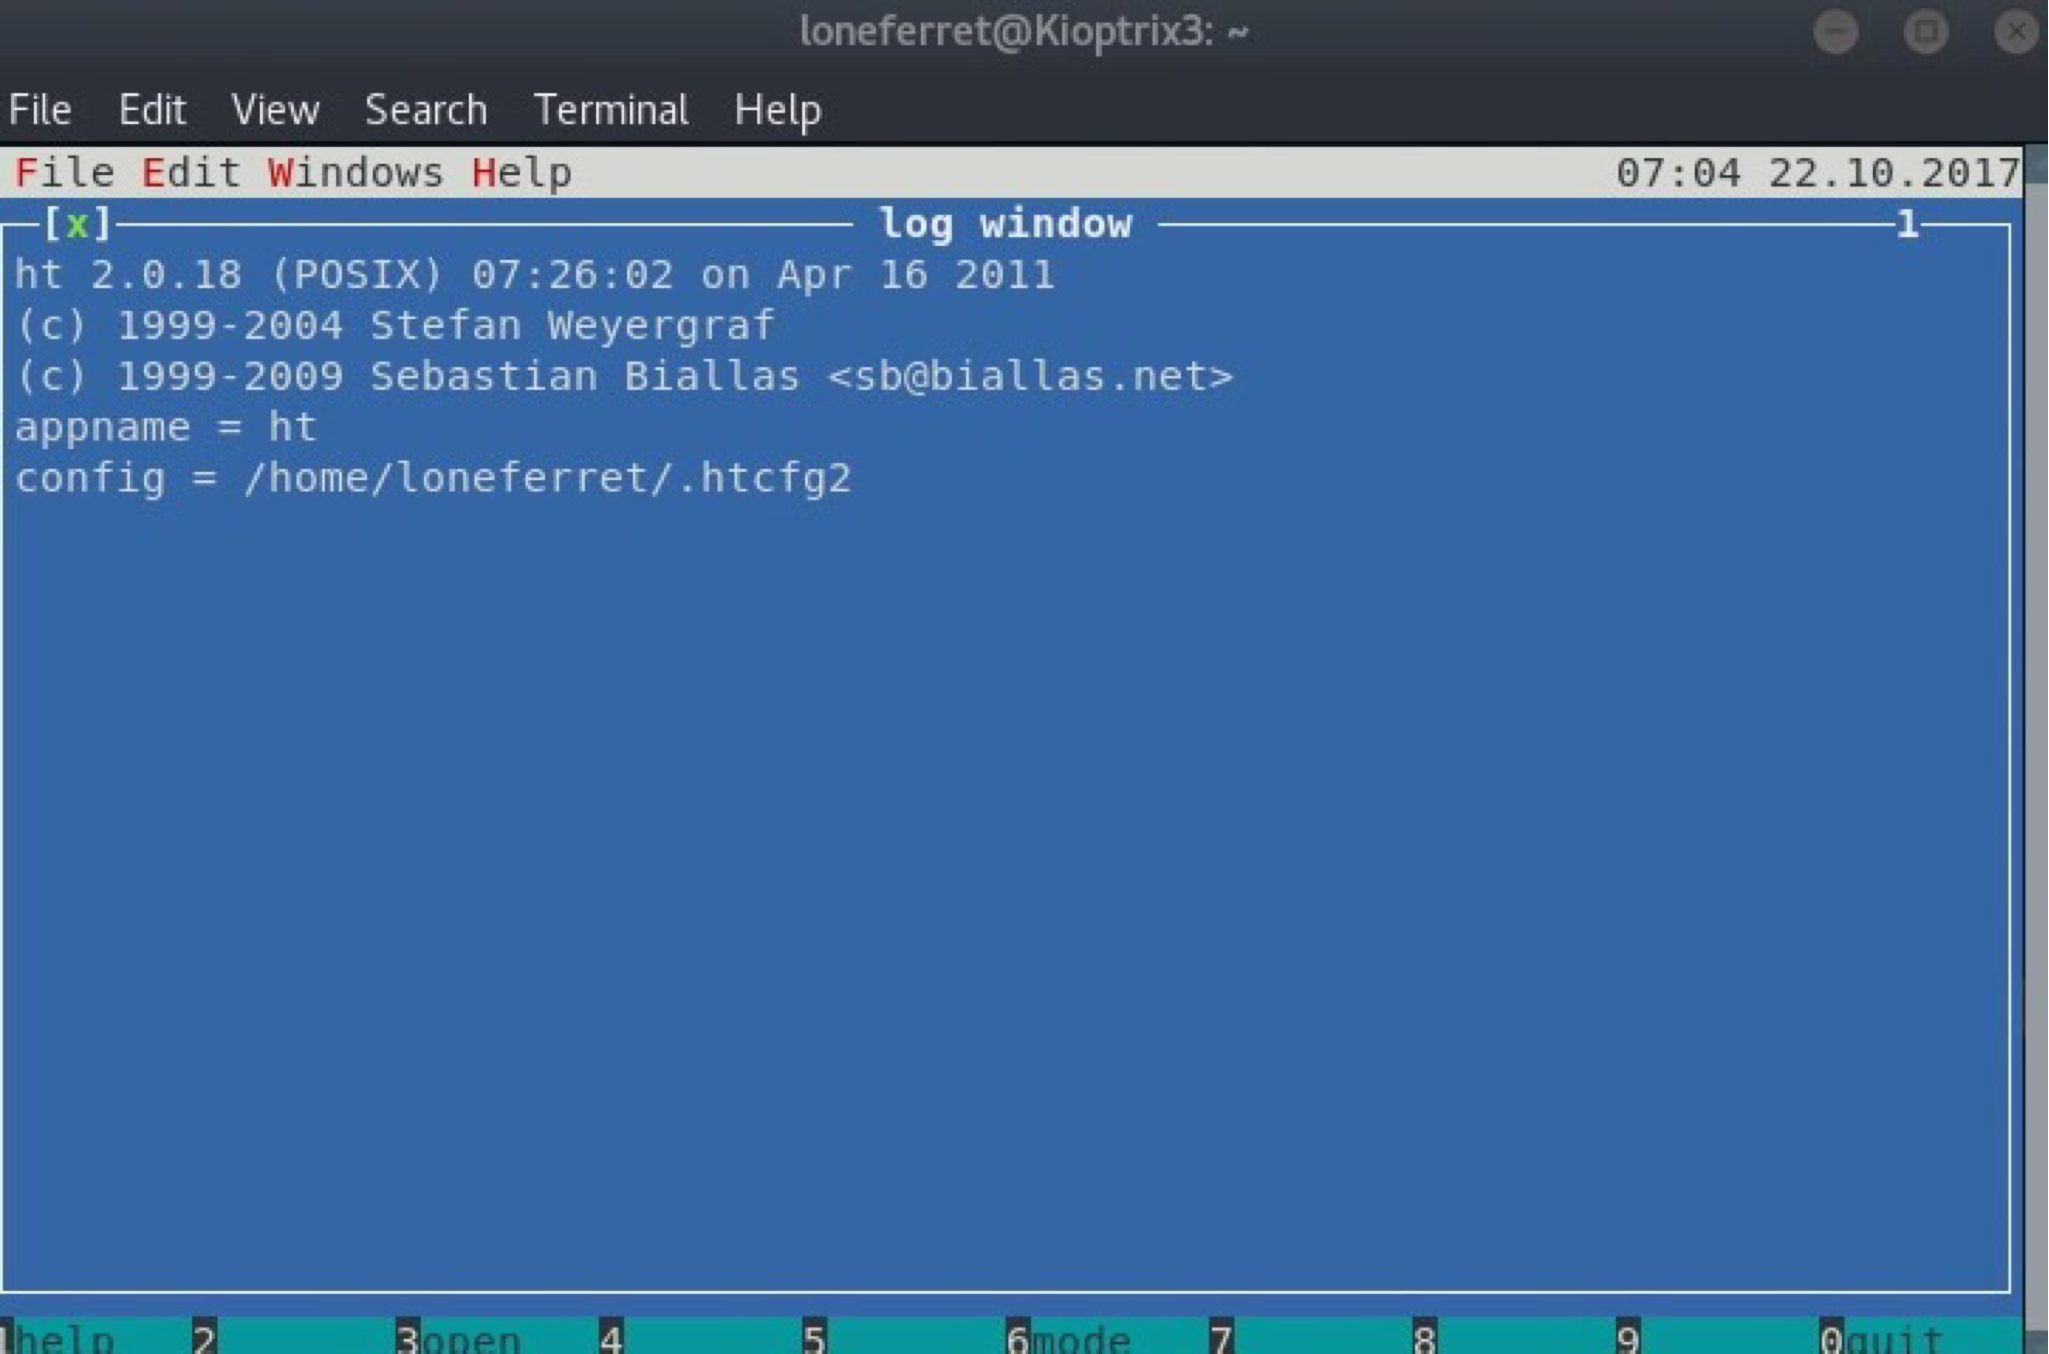 loneferret@Kioptrix3: ~
File Edit View Search Terminal Help
File Edit Windows Help 07:04 22.10.2017
[x] log window 1
ht 2.0.18 (POSIX) 07:26:02 on Apr 16 2011
(c) 1999-2004 Stefan Weyergraf
(c) 1999-2009 Sebastian Biallas <sb@biallas.net>
appname = ht
config = /home/loneferret/.htcfg2
1help 2 3open 4 5 6mode 7 8 9 0quit